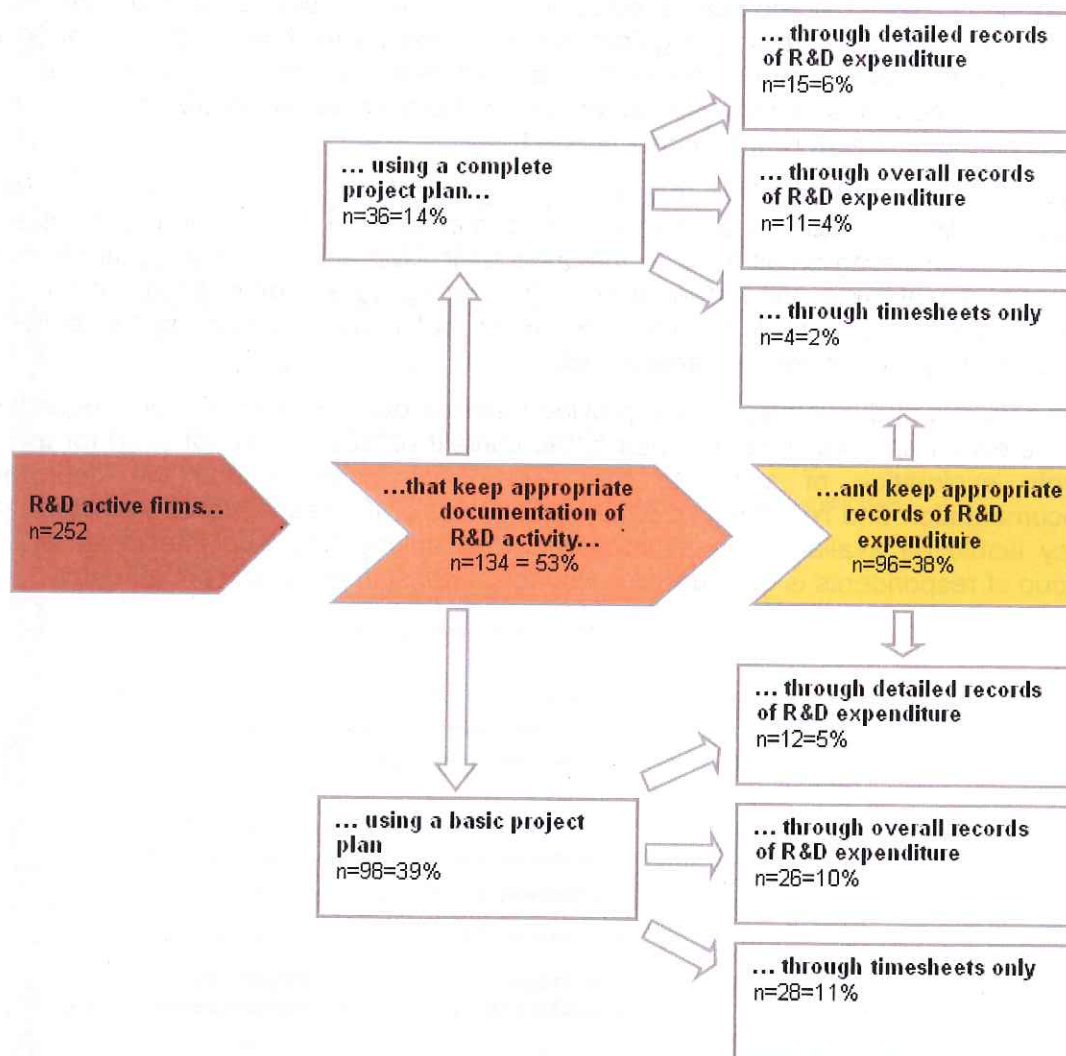 ... through detailed records
of R&D expenditure
n=15=6%
... using a complete
project plan...
n=36=14%
... through overall records
of R&D expenditure
n=11=4%
... through timesheets only
n=4=2%
R&D active firms...
n=252
...that keep appropriate
documentation of
R&D activity...
n=134 = 53%
...and keep appropriate
records of R&D
expenditure
n=96=38%
... through detailed records
of R&D expenditure
n=12=5%
... using a basic project
plan
n=98=39%
... through overall records
of R&D expenditure
n=26=10%
... through timesheets only
n=28=11%